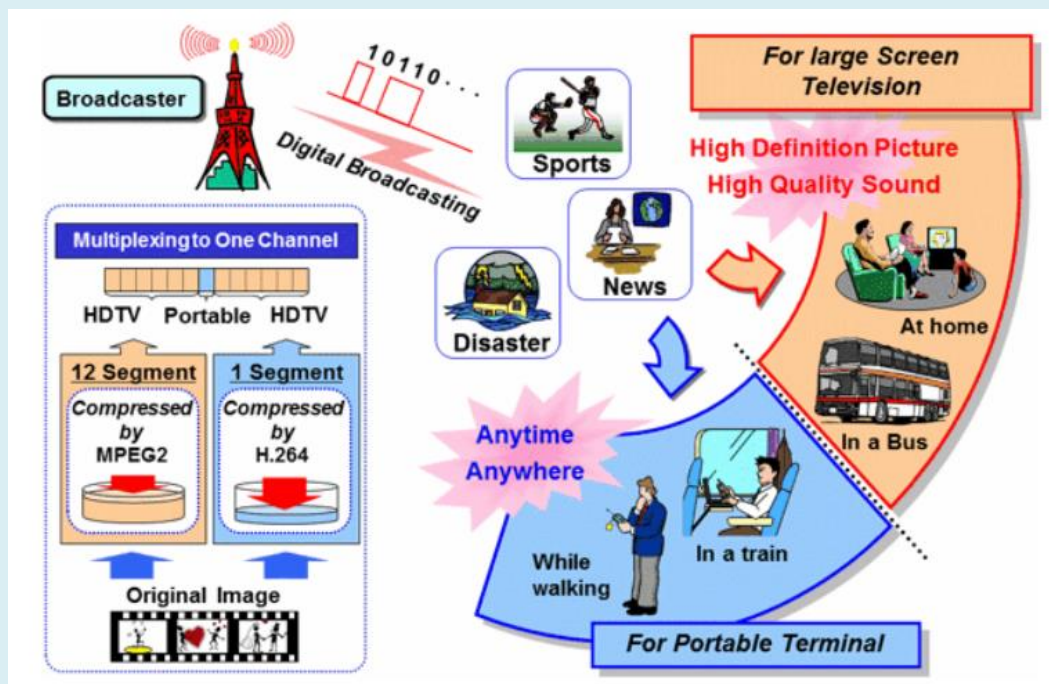 Broadcaster
10110...
Digital Broadcasting
Sports
News
Disaster
For large Screen
Television
High Definition Picture
High Quality Sound
At home
In a Bus
Multiplexing to One Channel
HDTV Portable HDTV
12 Segment
Compressed
by
MPEG2
1 Segment
Compressed
by
H.264
Original Image
Anytime
Anywhere
While
walking
In a train
For Portable Terminal